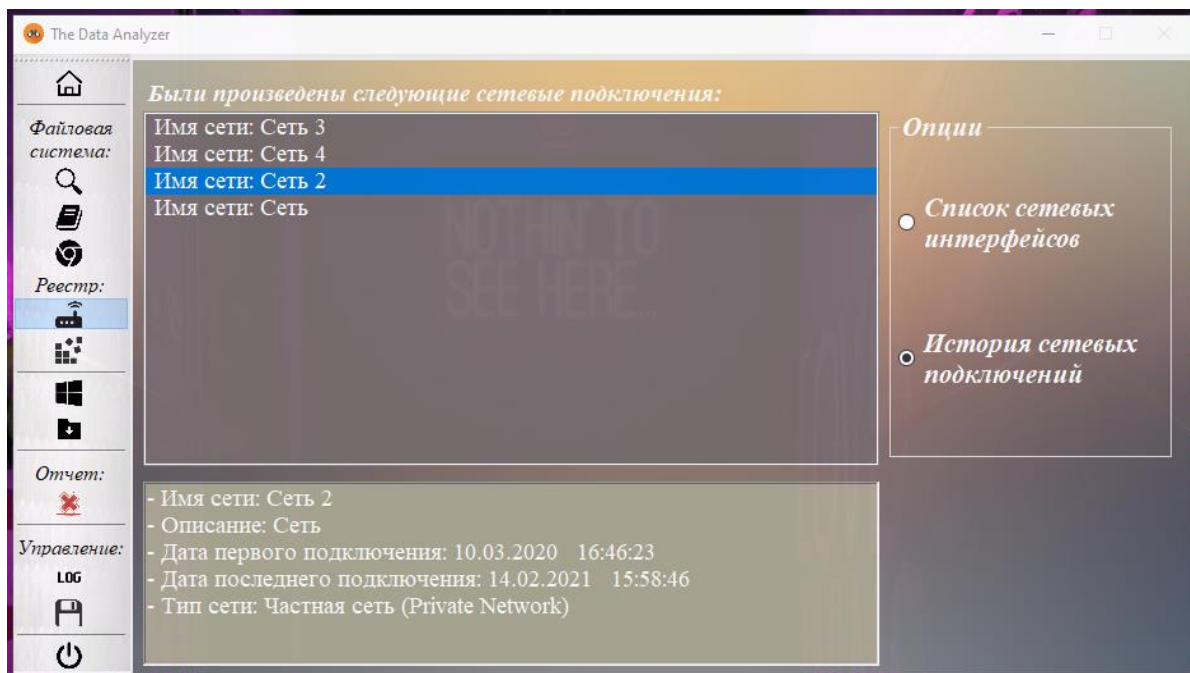 The Data Analyzer
Файловая
система:
Реестр:
Отчет:
Управление:
LOG
Были произведены следующие сетевые подключения:
Имя сети: Сеть 3
Имя сети: Сеть 4
Имя сети: Сеть 2
Имя сети: Сеть
NOTHIN' TO
SEE HERE...
- Имя сети: Сеть 2
- Описание: Сеть
- Дата первого подключения: 10.03.2020 16:46:23
- Дата последнего подключения: 14.02.2021 15:58:46
- Тип сети: Частная сеть (Private Network)
Опции
Список сетевых
интерфейсов
История сетевых
подключений